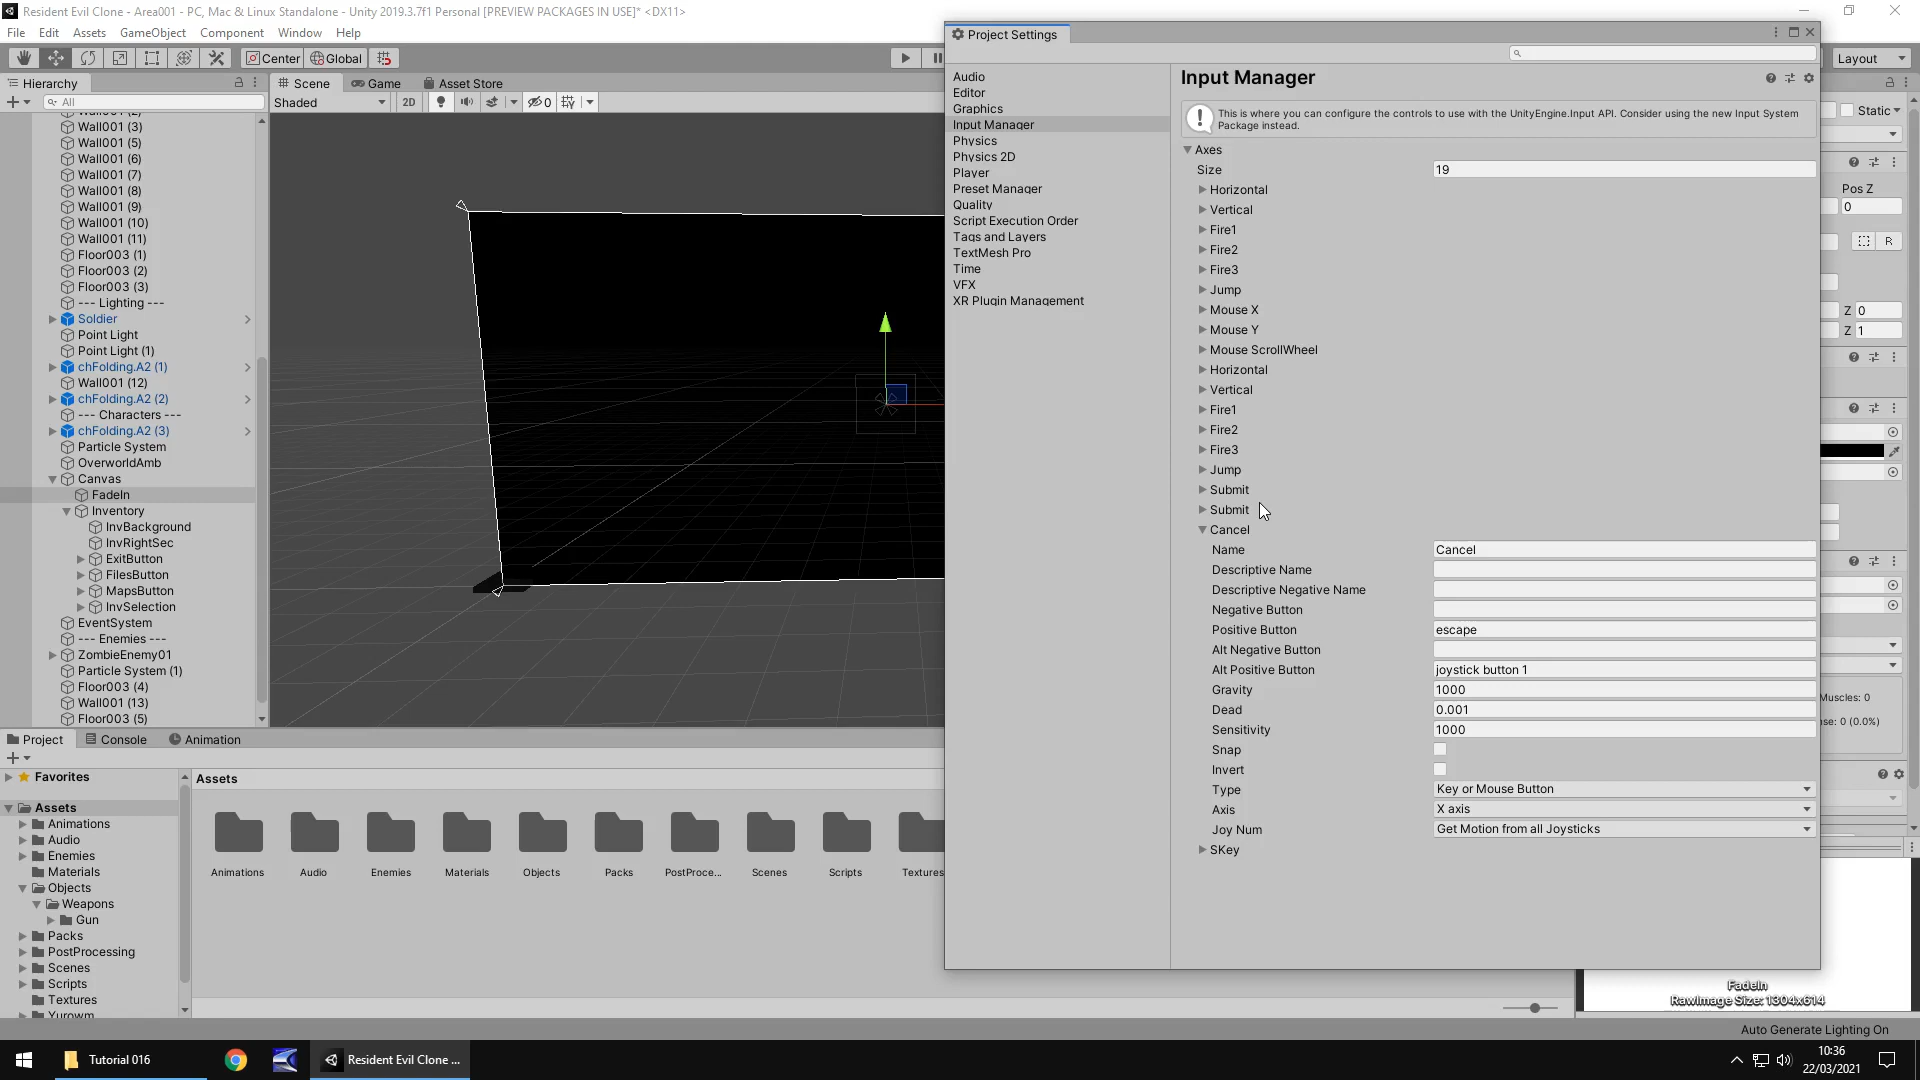 Resident Evil Clone - Area001 - PC, Mac & Linux Standalone - Unity 2019.3.7f1 Personal [PREVIEW PACKAGES IN USE]* <DX11>
File Edit Assets GameObject Component Window Help
Center Global
Layout
Hierarchy
All
Wall001 (3)
Wall001 (5)
Wall001 (6)
Wall001 (7)
Wall001 (8)
Wall001 (9)
Wall001 (10)
Wall001 (11)
Floor003 (1)
Floor003 (2)
Floor003 (3)
--- Lighting ---
Soldier
Point Light
Point Light (1)
chFolding.A2 (1)
Wall001 (12)
chFolding.A2 (2)
--- Characters ---
chFolding.A2 (3)
Particle System
OverworldAmb
Canvas
FadeIn
Inventory
InvBackground
InvRightSec
ExitButton
FilesButton
MapsButton
InvSelection
EventSystem
--- Enemies ---
ZombieEnemy01
Particle System (1)
Floor003 (4)
Wall001 (13)
Floor003 (5)
Scene Game Asset Store
Shaded 2D 0
Project Settings
Audio
Editor
Graphics
Input Manager
Physics
Physics 2D
Player
Preset Manager
Quality
Script Execution Order
Tags and Layers
TextMesh Pro
Time
VFX
XR Plugin Management
Input Manager
This is where you can configure the controls to use with the UnityEngine.Input API. Consider using the new Input System
Package instead.
Axes
Size 19
Horizontal
Vertical
Fire1
Fire2
Fire3
Jump
Mouse X
Mouse Y
Mouse ScrollWheel
Horizontal
Vertical
Fire1
Fire2
Fire3
Jump
Submit
Submit
Cancel
Name Cancel
Descriptive Name
Descriptive Negative Name
Negative Button
Positive Button escape
Alt Negative Button
Alt Positive Button joystick button 1
Gravity 1000
Dead 0.001
Sensitivity 1000
Snap
Invert
Type Key or Mouse Button
Axis X axis
Joy Num Get Motion from all Joysticks
SKey
Static
Pos Z
0
R
Z 0
Z 1
Muscles: 0
0 (0.0%)
Project Console Animation
Favorites
Assets
Animations
Audio
Enemies
Materials
Objects
Weapons
Gun
Packs
PostProcessing
Scenes
Scripts
Textures
Yurowm
Assets
Animations Audio Enemies Materials Objects Packs PostProce... Scenes Scripts Textures
FadeIn
RawImage Size: 1304x614
Auto Generate Lighting On
Tutorial 016
Resident Evil Clone ...
10:36
22/03/2021